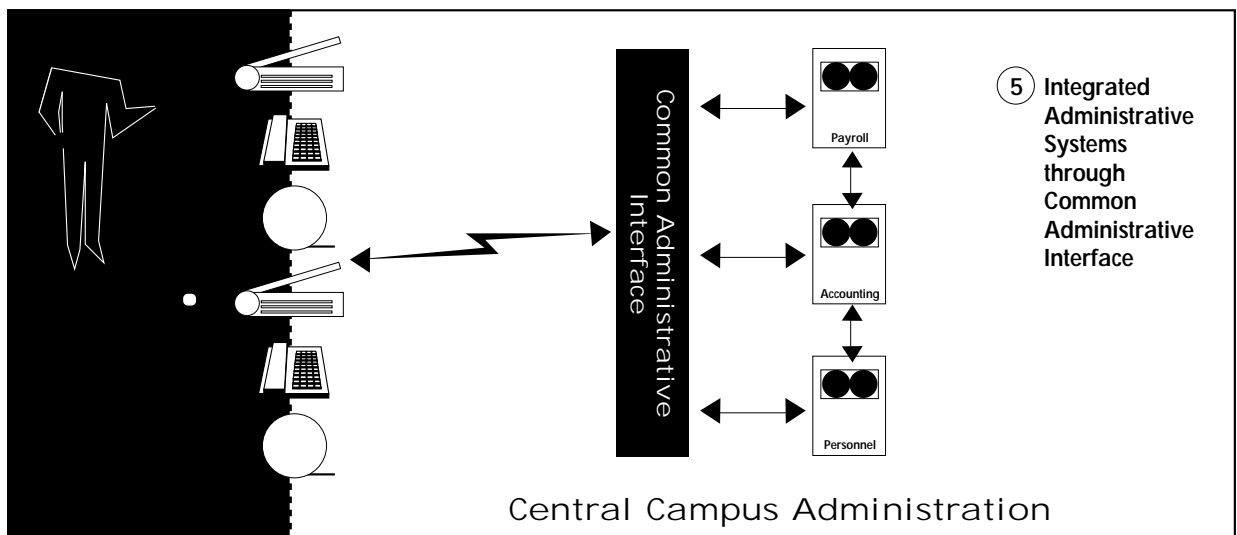 Common Administrative
Interface
Payroll
Accounting
Personnel
5 Integrated
Administrative
Systems
through
Common
Administrative
Interface
Central Campus Administration